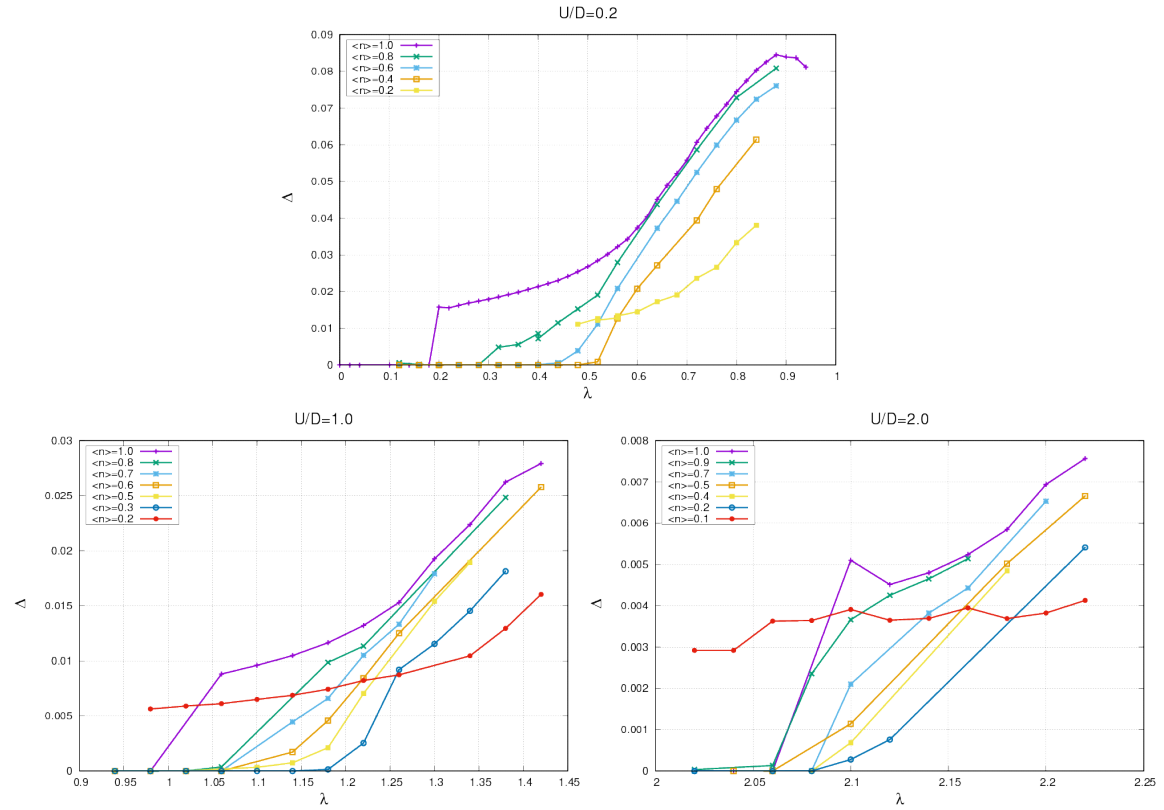 U/D=0.2
<n>=1.0
<n>=0.8
<n>=0.6
<n>=0.4
<n>=0.2
0.09
0.08
0.07
0.06
0.05
0.04
0.03
0.02
0.01
0
Δ
0 0.1 0.2 0.3 0.4 0.5 0.6 0.7 0.8 0.9 1
λ
U/D=1.0
<n>=1.0
<n>=0.8
<n>=0.7
<n>=0.6
<n>=0.5
<n>=0.3
<n>=0.2
0.03
0.025
0.02
0.015
0.01
0.005
0
Δ
0.9 0.95 1 1.05 1.1 1.15 1.2 1.25 1.3 1.35 1.4 1.45
λ
U/D=2.0
<n>=1.0
<n>=0.9
<n>=0.7
<n>=0.5
<n>=0.4
<n>=0.2
<n>=0.1
0.008
0.007
0.006
0.005
0.004
0.003
0.002
0.001
0
Δ
2 2.05 2.1 2.15 2.2 2.25
λ